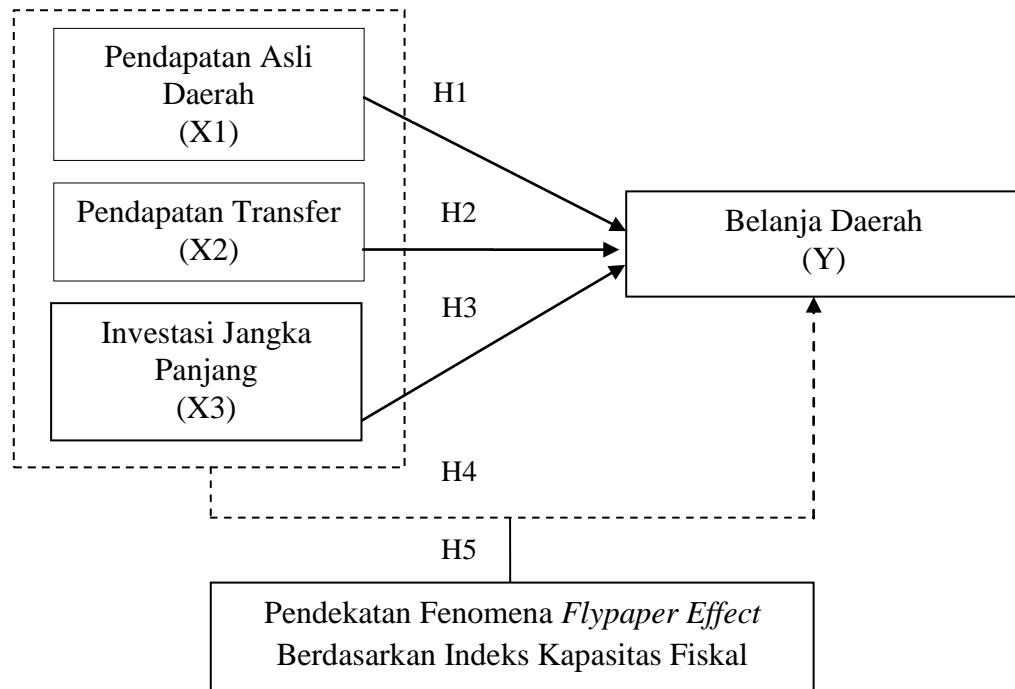 Pendapatan Asli
Daerah
(X1)
H1
Pendapatan Transfer
(X2)
H2
Belanja Daerah
(Y)
Investasi Jangka
Panjang
(X3)
H3
H4
H5
Pendekatan Fenomena Flypaper Effect
Berdasarkan Indeks Kapasitas Fiskal